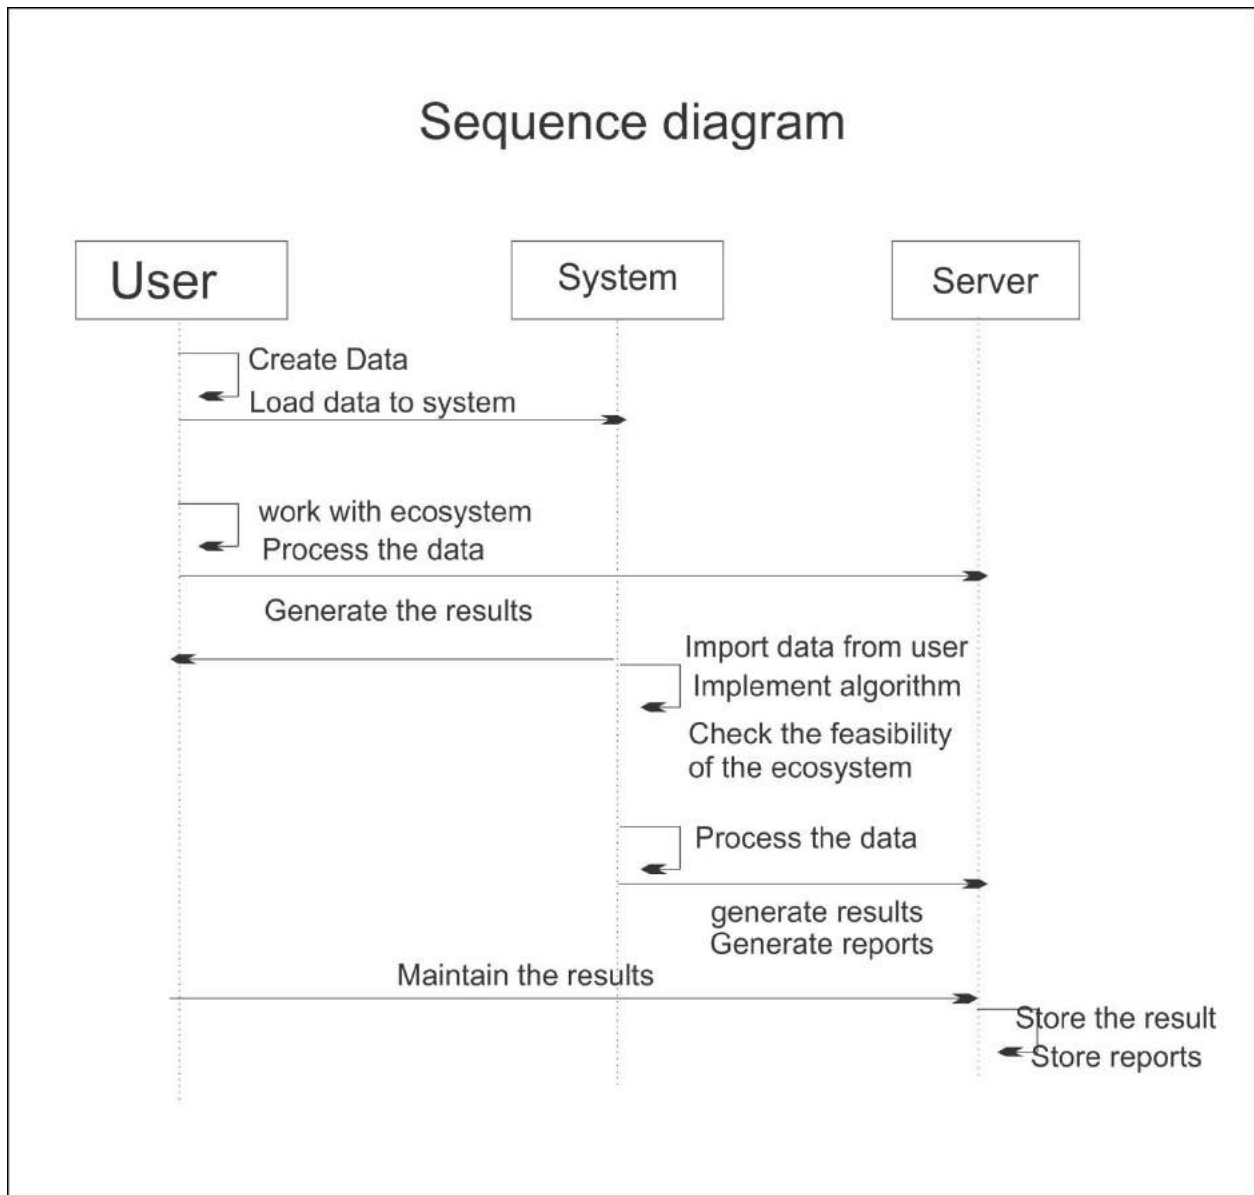 Sequence diagram
User
System
Server
Create Data
Load data to system
work with ecosystem
Process the data
Generate the results
Import data from user
Implement algorithm
Check the feasibility
of the ecosystem
Process the data
generate results
Generate reports
Maintain the results
Store the result
Store reports